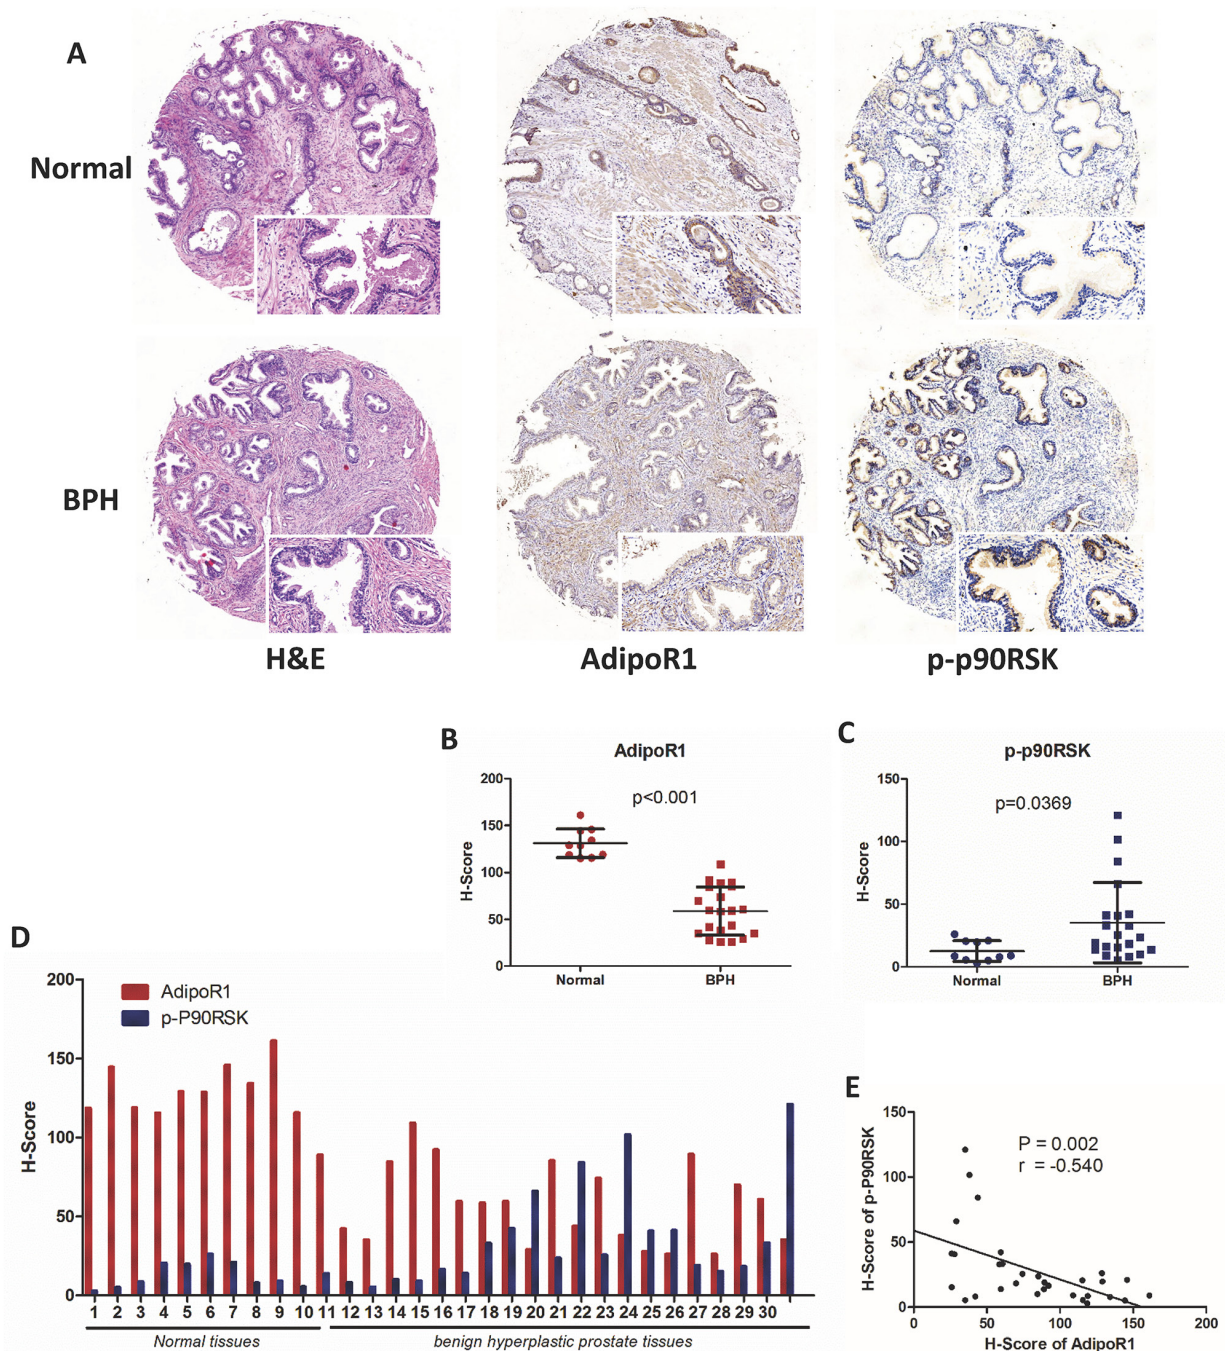 A
Normal
BPH
H&E AdipoR1 p-p90RSK
B
AdipoR1
p<0.001
H-Score
200
150
100
50
0
Normal BPH
C
p-p90RSK
p=0.0369
H-Score
150
100
50
0
Normal BPH
D
AdipoR1
p-P90RSK
H-Score
200
150
100
50
0
1 2 3 4 5 6 7 8 9 10 11 12 13 14 15 16 17 18 19 20 21 22 23 24 25 26 27 28 29 30
Normal tissues benign hyperplastic prostate tissues
E
P = 0.002
r = -0.540
H-Score of p-P90RSK
150
100
50
0
0 50 100 150 200
H-Score of AdipoR1